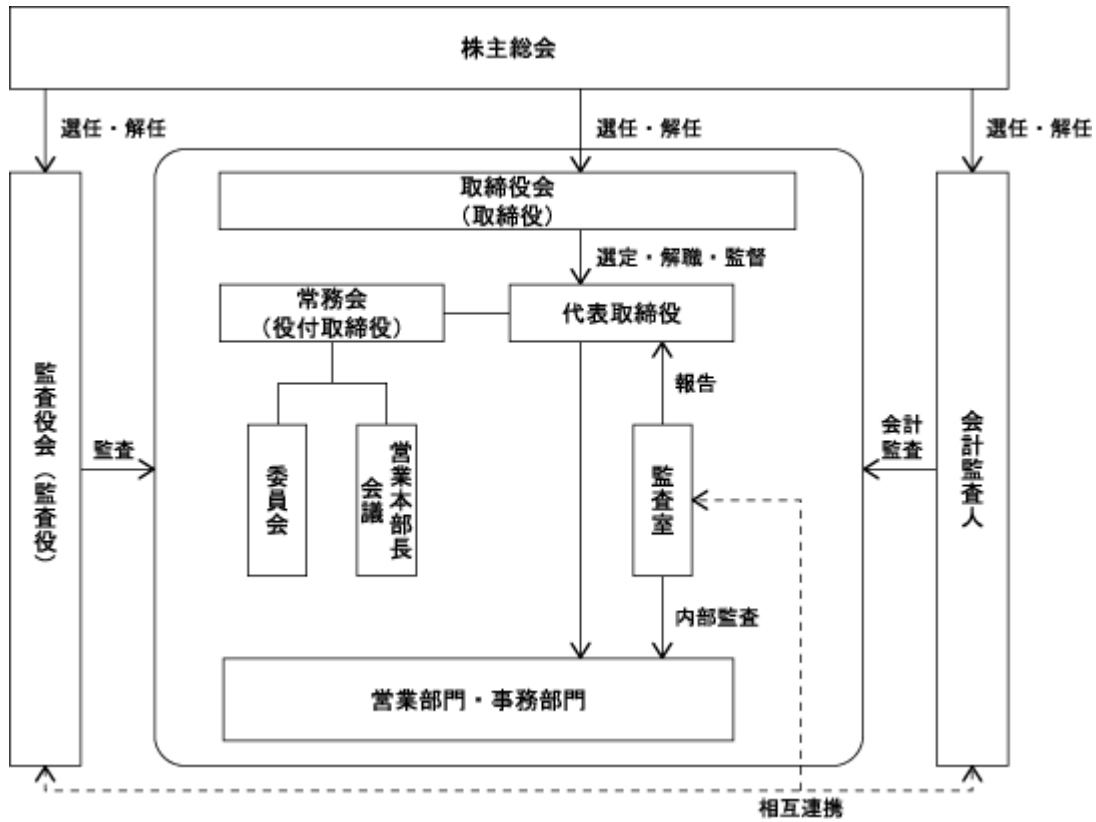 株主総会
選任・解任
選任・解任
選任・解任
取締役会
(取締役)
選定・解職・監督
常務会
(役付取締役)
代表取締役
報告
監査役会(監査役)
監査
委員会
営業本部長
会議
監査室
会計
監査
会計監査人
内部監査
営業部門・事務部門
相互連携